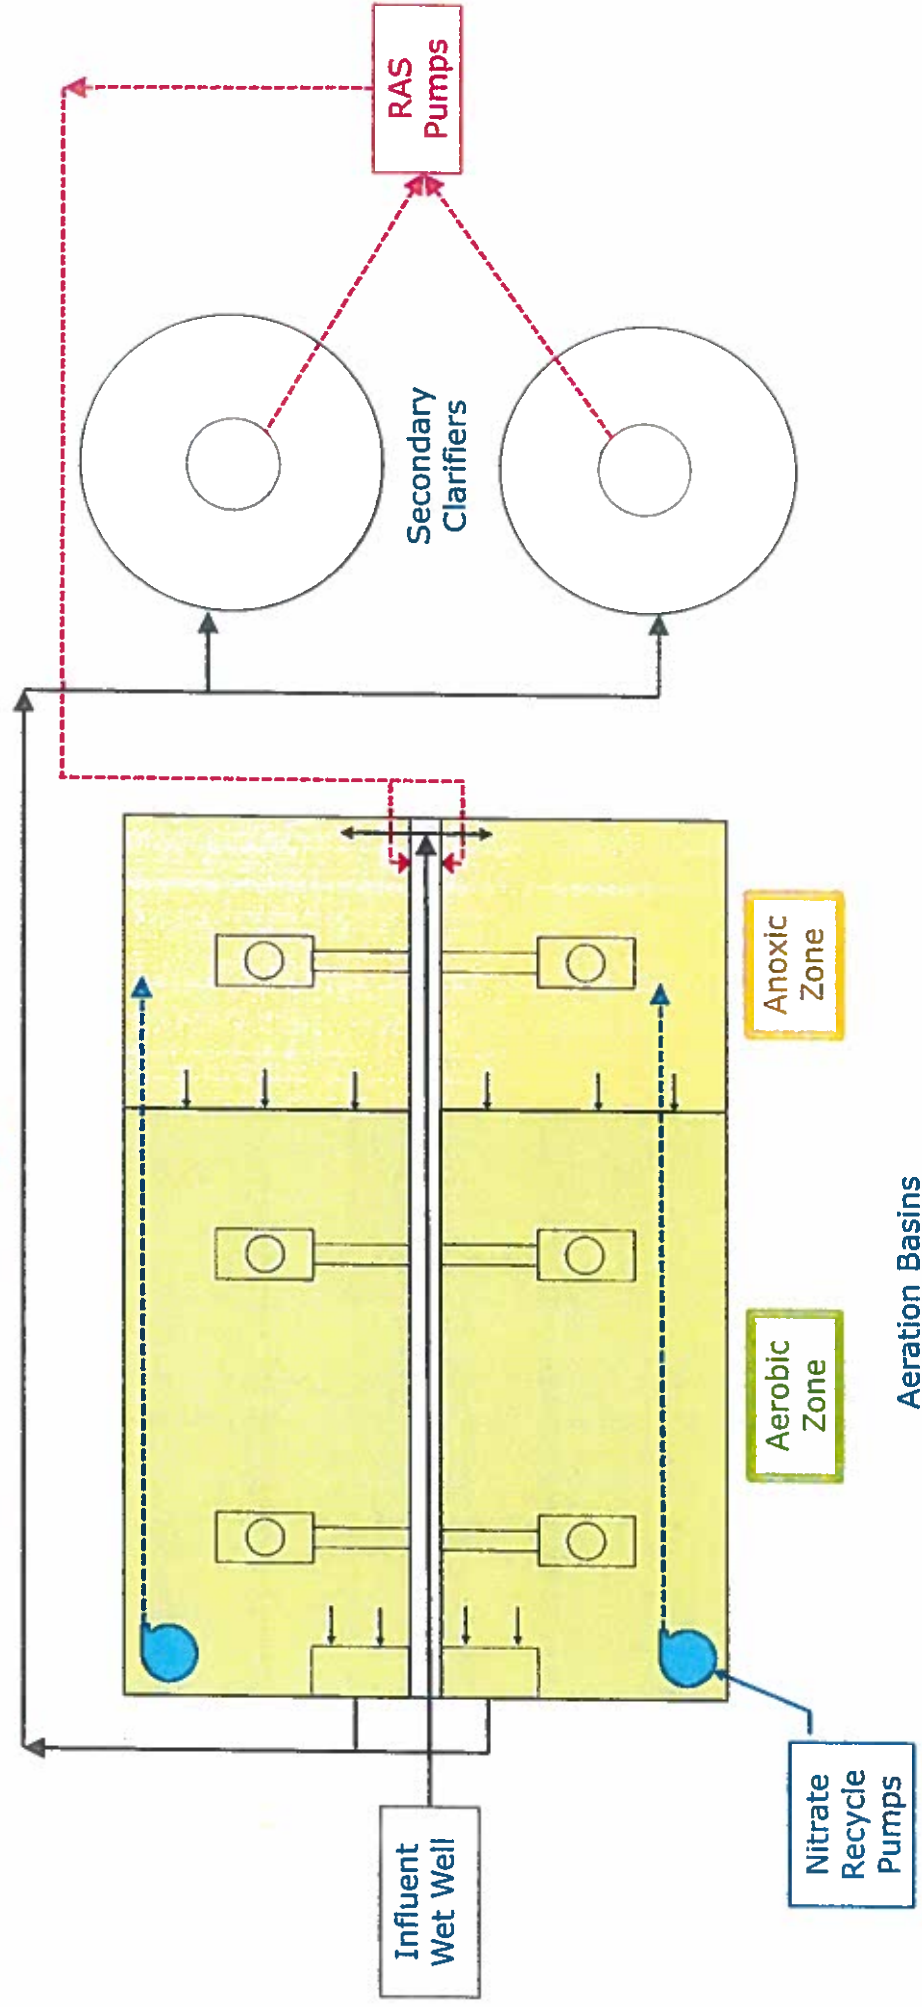 RAS
Pumps
Secondary
Clarifiers
Anoxic
Zone
Aerobic
Zone
Aeration Basins
Influent
Wet Well
Nitrate
Recycle
Pumps